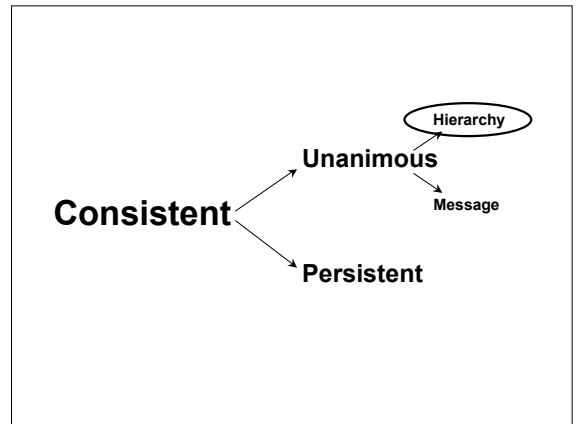 Hierarchy
Unanimous
Message
Consistent
Persistent